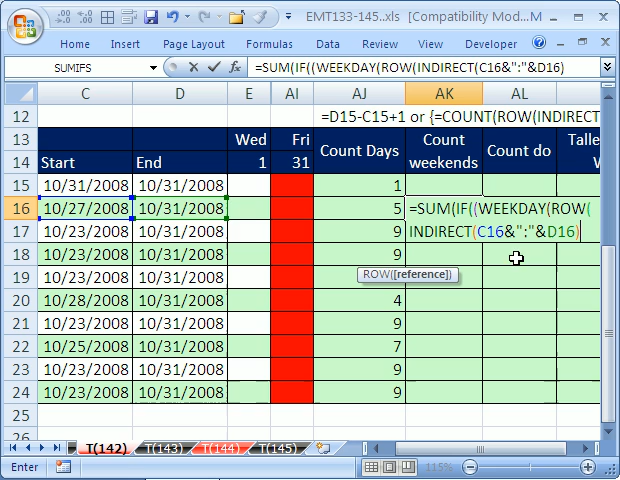 EMT133-145..xls [Compatibility Mod... M
Home Insert Page Layout Formulas Data Review View Developer
SUMIFS =SUM(IF((WEEKDAY(ROW(INDIRECT(C16&":"&D16)
C D E AI AJ AK AL
12 =D15-C15+1 or {=COUNT(ROW(INDIRECT
13 Wed Fri Count Days Count weekends Count do Talle
14 Start End 1 31 W
15 10/31/2008 10/31/2008 1
16 10/27/2008 10/31/2008 5 =SUM(IF((WEEKDAY(ROW(
17 10/23/2008 10/31/2008 9 INDIRECT(C16&":"&D16)
18 10/23/2008 10/31/2008 9
19 10/23/2008 10/31/2008 ROW([reference])
20 10/28/2008 10/31/2008 4
21 10/23/2008 10/31/2008 9
22 10/25/2008 10/31/2008 7
23 10/23/2008 10/31/2008 9
24 10/23/2008 10/31/2008 9
25
26
T(142) T(143) T(144) T(145)
Enter 115%